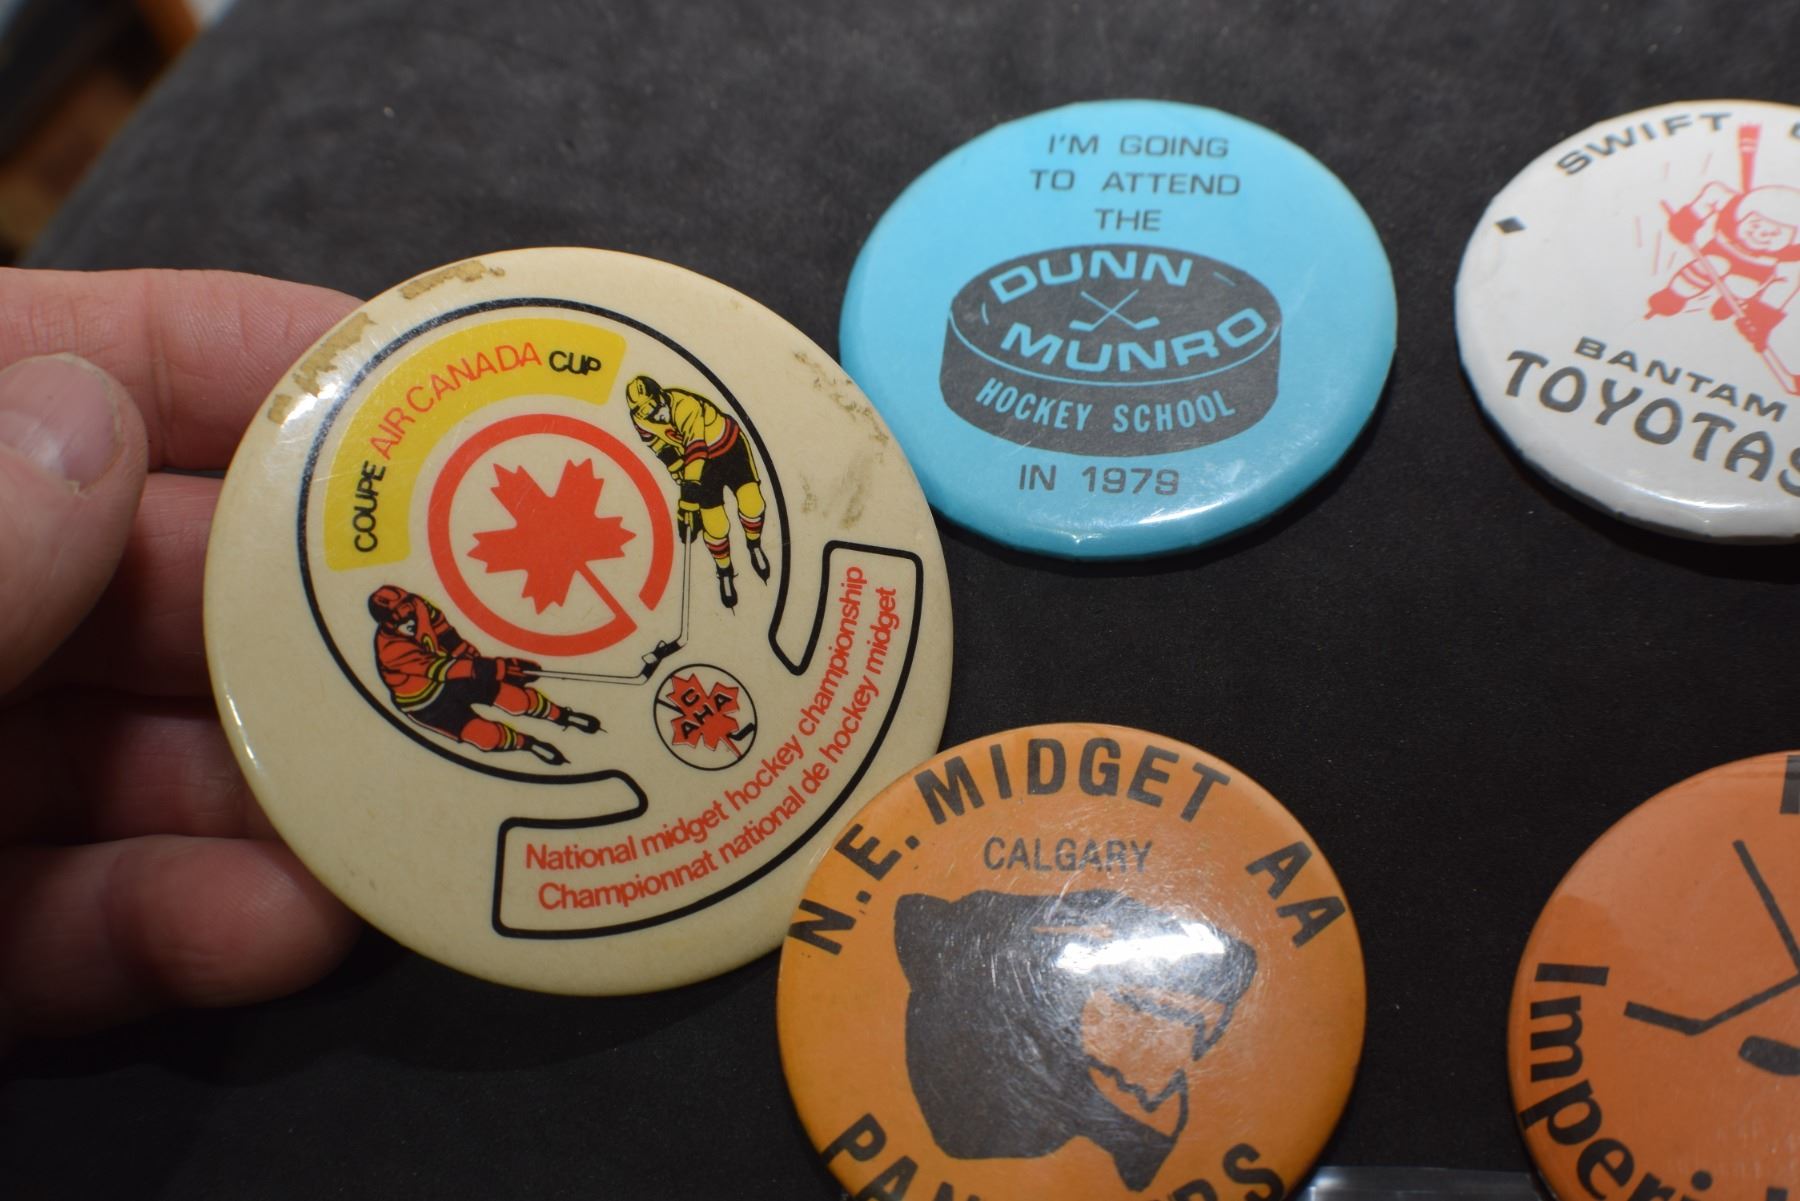 COUPE AIR CANADA CUP
C
AHA
National midget hockey championship
Championnat national de hockey midget
I'M GOING
TO ATTEND
THE
DUNN
MUNRO
HOCKEY SCHOOL
IN 1979
SWIFT
BANTAM
TOYOTAS
N.E. MIDGET AA
CALGARY